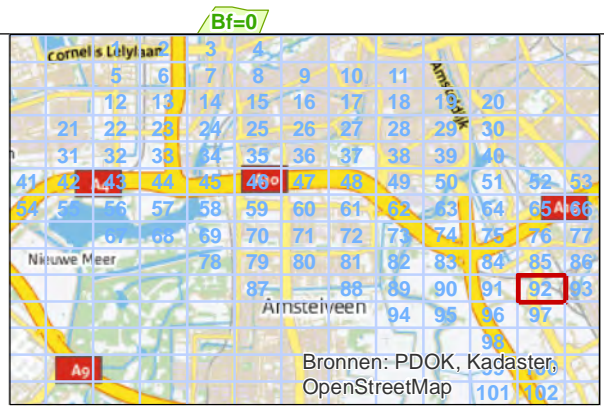 Bf=0
Cornelis Lelylaan 1 2 3 4
5 6 7 8 9 10 11
Amsteldijk
12 13 14 15 16 17 18 19 20
21 22 23 24 25 26 27 28 29 30
31 32 33 34 35 36 37 38 39 40
41 42 43 44 45 46 47 48 49 50 51 52 53
54 55 56 57 58 59 60 61 62 63 64 65 66
67 68 69 70 71 72 73 74 75 76 77
Nieuwe Meer 78 79 80 81 82 83 84 85 86
87 88 89 90 91 92 93
Amstelveen 94 95 96 97
98
A9
Bronnen: PDOK, Kadaster,
OpenStreetMap
101 102